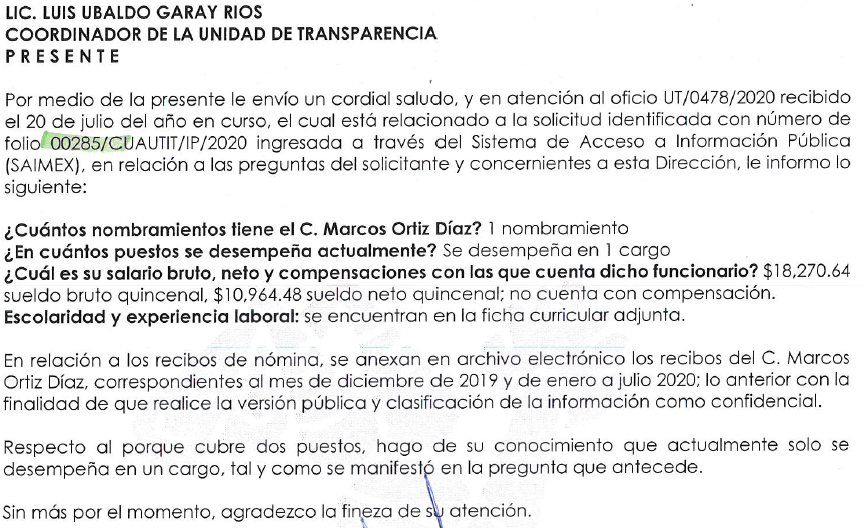 LIC. LUIS UBALDO GARAY RIOS
COORDINADOR DE LA UNIDAD DE TRANSPARENCIA
P R E S E N T E
Por medio de la presente le envío un cordial saludo, y en atención al oficio UT/0478/2020 recibido
el 20 de julio del año en curso, el cual está relacionado a la solicitud identificada con número de
folio 00285/CUAUTIT/IP/2020 ingresada a través del Sistema de Acceso a Información Pública
(SAIMEX), en relación a las preguntas del solicitante y concernientes a esta Dirección, le informo lo
siguiente:
¿Cuántos nombramientos tiene el C. Marcos Ortiz Díaz? 1 nombramiento
¿En cuántos puestos se desempeña actualmente? Se desempeña en 1 cargo
¿Cuál es su salario bruto, neto y compensaciones con las que cuenta dicho funcionario? $18,270.64
sueldo bruto quincenal, $10,964.48 sueldo neto quincenal; no cuenta con compensación.
Escolaridad y experiencia laboral: se encuentran en la ficha curricular adjunta.
En relación a los recibos de nómina, se anexan en archivo electrónico los recibos del C. Marcos
Ortiz Díaz, correspondientes al mes de diciembre de 2019 y de enero a julio 2020; lo anterior con la
finalidad de que realice la versión pública y clasificación de la información como confidencial.
Respecto al porque cubre dos puestos, hago de su conocimiento que actualmente solo se
desempeña en un cargo, tal y como se manifestó en la pregunta que antecede.
Sin más por el momento, agradezco la fineza de su atención.